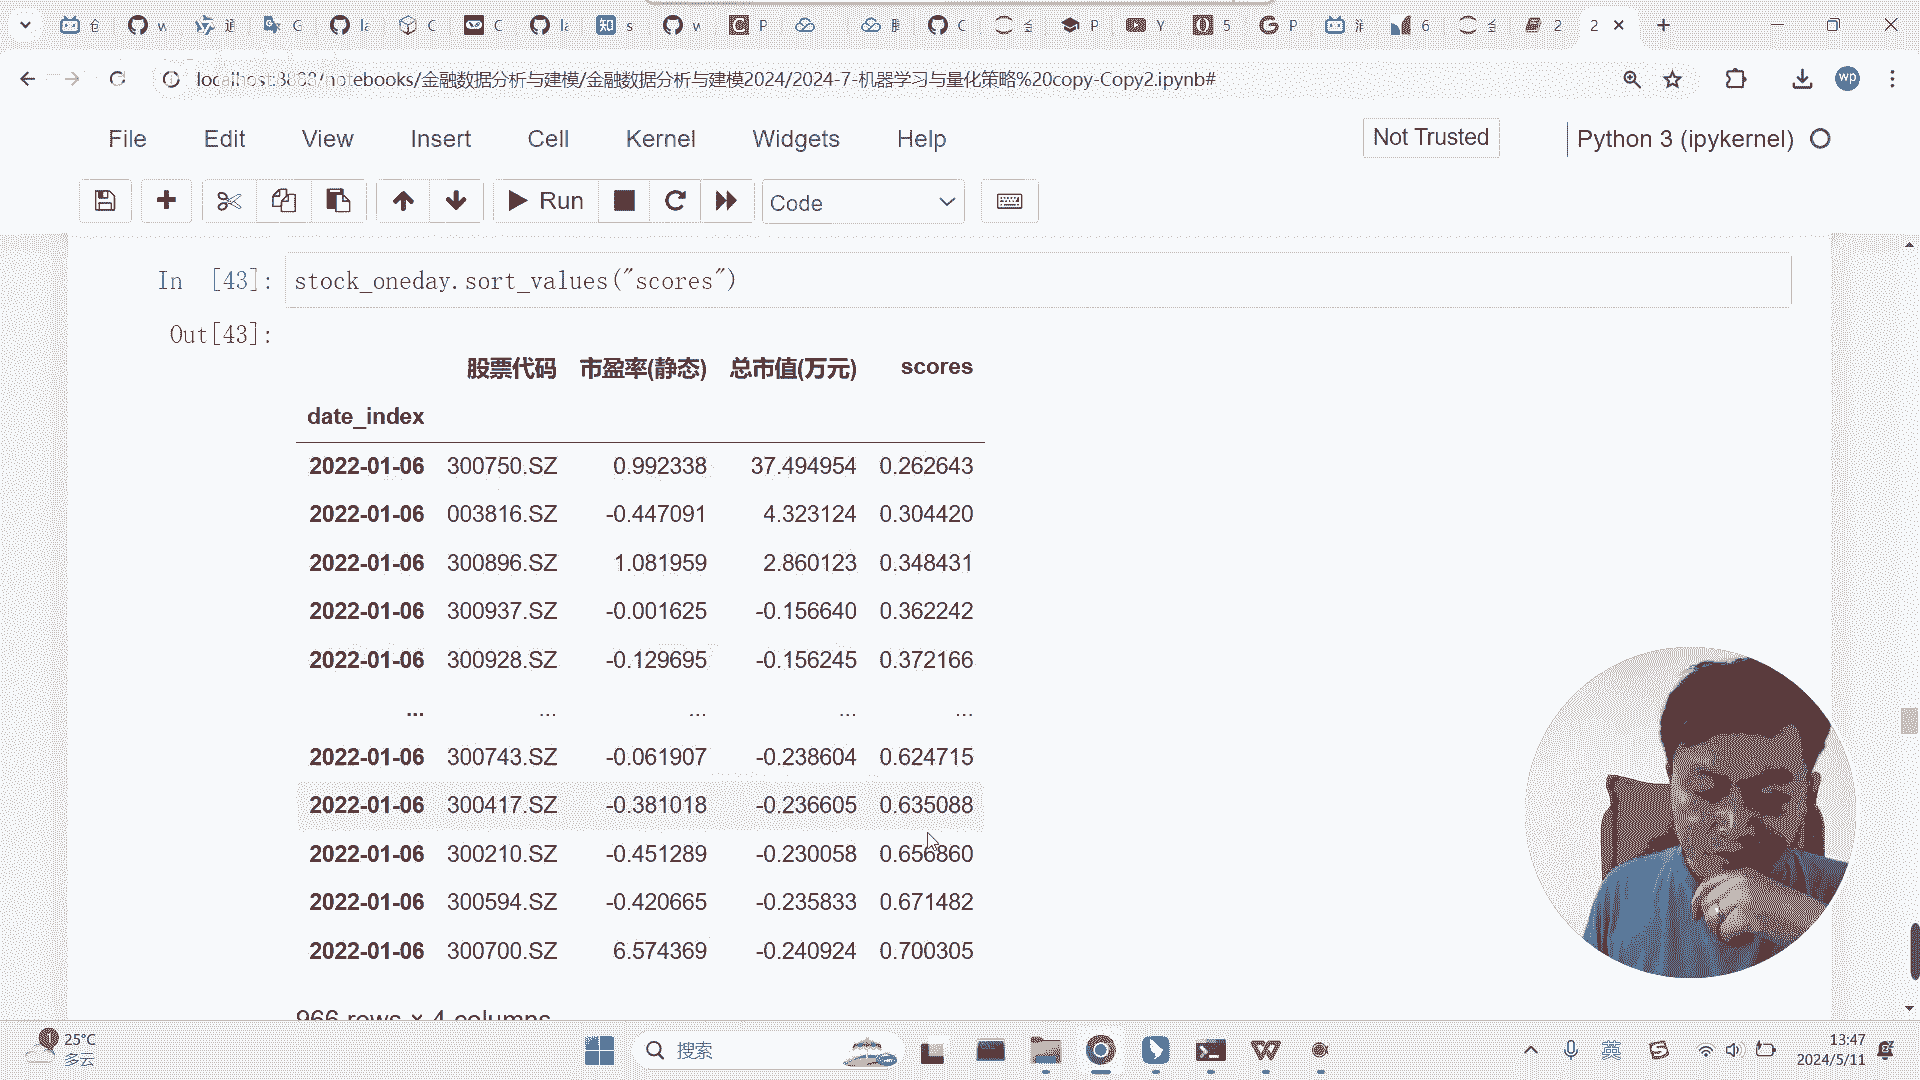 localhost:8888/notebooks/金融数据分析与建模/金融数据分析与建模2024/2024-7-机器学习与量化策略%20copy-Copy2.ipynb#
wp
File Edit View Insert Cell Kernel Widgets Help Not Trusted Python 3 (ipykernel)
Run Code
In [43]: stock_oneday.sort_values("scores")
Out[43]:
股票代码 市盈率(静态) 总市值(万元) scores
date_index
2022-01-06 300750.SZ 0.992338 37.494954 0.262643
2022-01-06 003816.SZ -0.447091 4.323124 0.304420
2022-01-06 300896.SZ 1.081959 2.860123 0.348431
2022-01-06 300937.SZ -0.001625 -0.156640 0.362242
2022-01-06 300928.SZ -0.129695 -0.156245 0.372166
... ... ... ... ...
2022-01-06 300743.SZ -0.061907 -0.238604 0.624715
2022-01-06 300417.SZ -0.381018 -0.236605 0.635088
2022-01-06 300210.SZ -0.451289 -0.230058 0.656860
2022-01-06 300594.SZ -0.420665 -0.235833 0.671482
2022-01-06 300700.SZ 6.574369 -0.240924 0.700305
966 rows × 4 columns
25°C
多云
搜索
英
13:47
2024/5/11